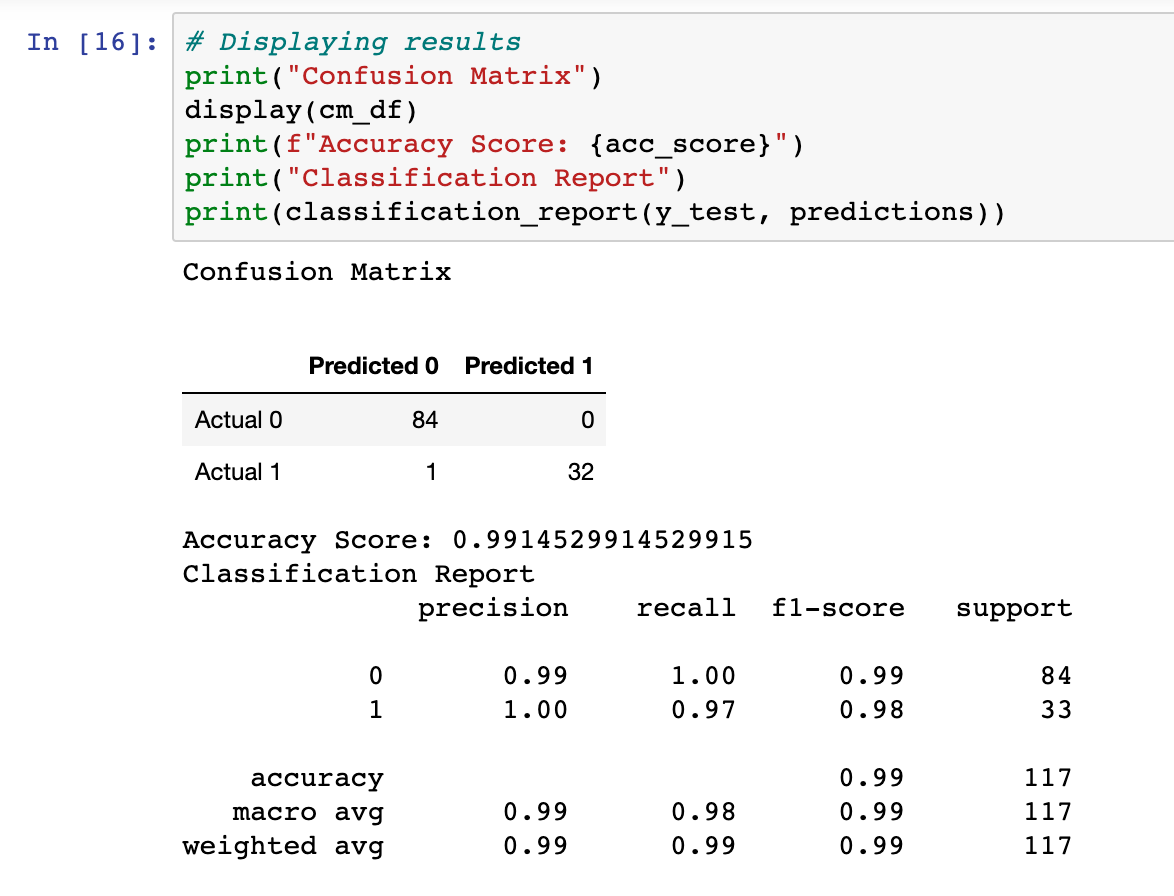 In [16]: # Displaying results
print("Confusion Matrix")
display(cm_df)
print(f"Accuracy Score: {acc_score}")
print("Classification Report")
print(classification_report(y_test, predictions))
Confusion Matrix
Predicted 0 Predicted 1
Actual 0 84 0
Actual 1 1 32
Accuracy Score: 0.9914529914529915
Classification Report
precision recall f1-score support
0 0.99 1.00 0.99 84
1 1.00 0.97 0.98 33
accuracy 0.99 117
macro avg 0.99 0.98 0.99 117
weighted avg 0.99 0.99 0.99 117